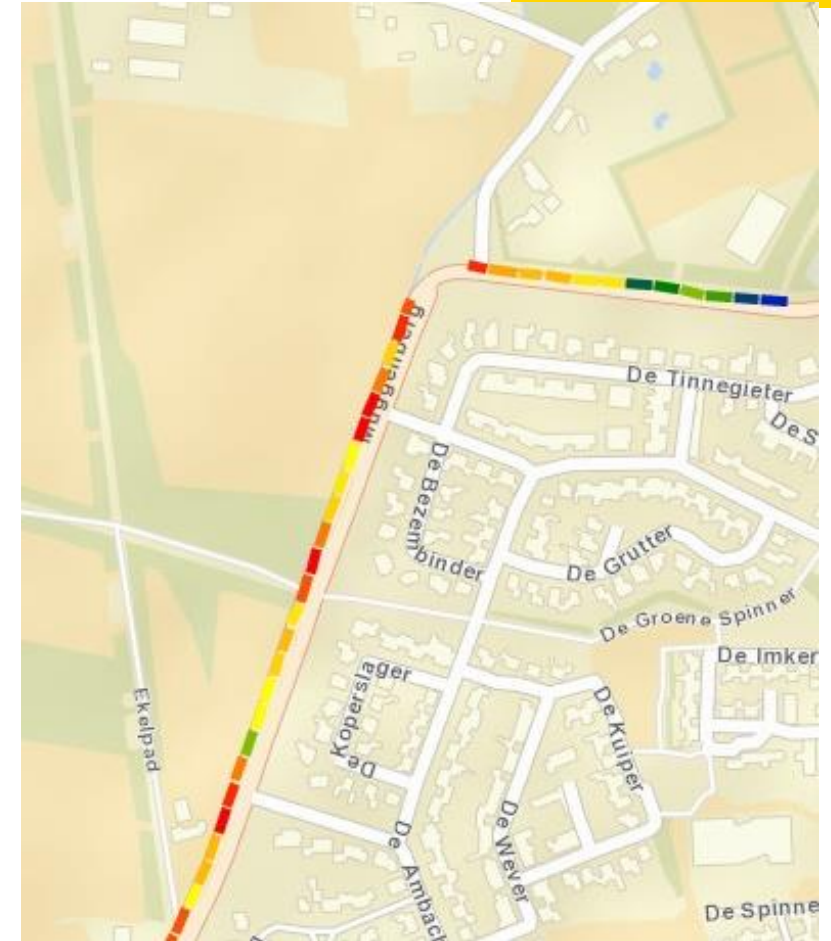 Muggenberg
De Tinnegieter
De S
De Bezembinder
De Grutter
De Groene Spinner
De Imker
De Koperslager
De Kuiper
Ekelpad
De Wever
De Ambach
De Spinne